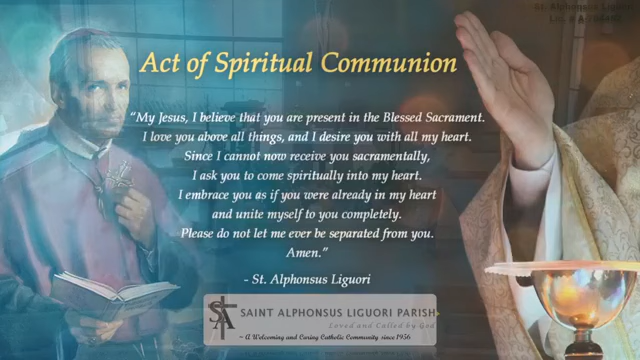 St. Alphonsus Liguori
Act of Spiritual Communion
“My Jesus, I believe that you are present in the Blessed Sacrament.
I love you above all things, and I desire you with all my heart.
Since I cannot now receive you sacramentally,
I ask you to come spiritually into my heart.
I embrace you as if you were already in my heart
and unite myself to you completely.
Please do not let me ever be separated from you.
Amen.”
- St. Alphonsus Liguori
SA
SAINT ALPHONSUS LIGUORI PARISH
Loved and Called by God
~ A Welcoming and Caring Catholic Community since 1956